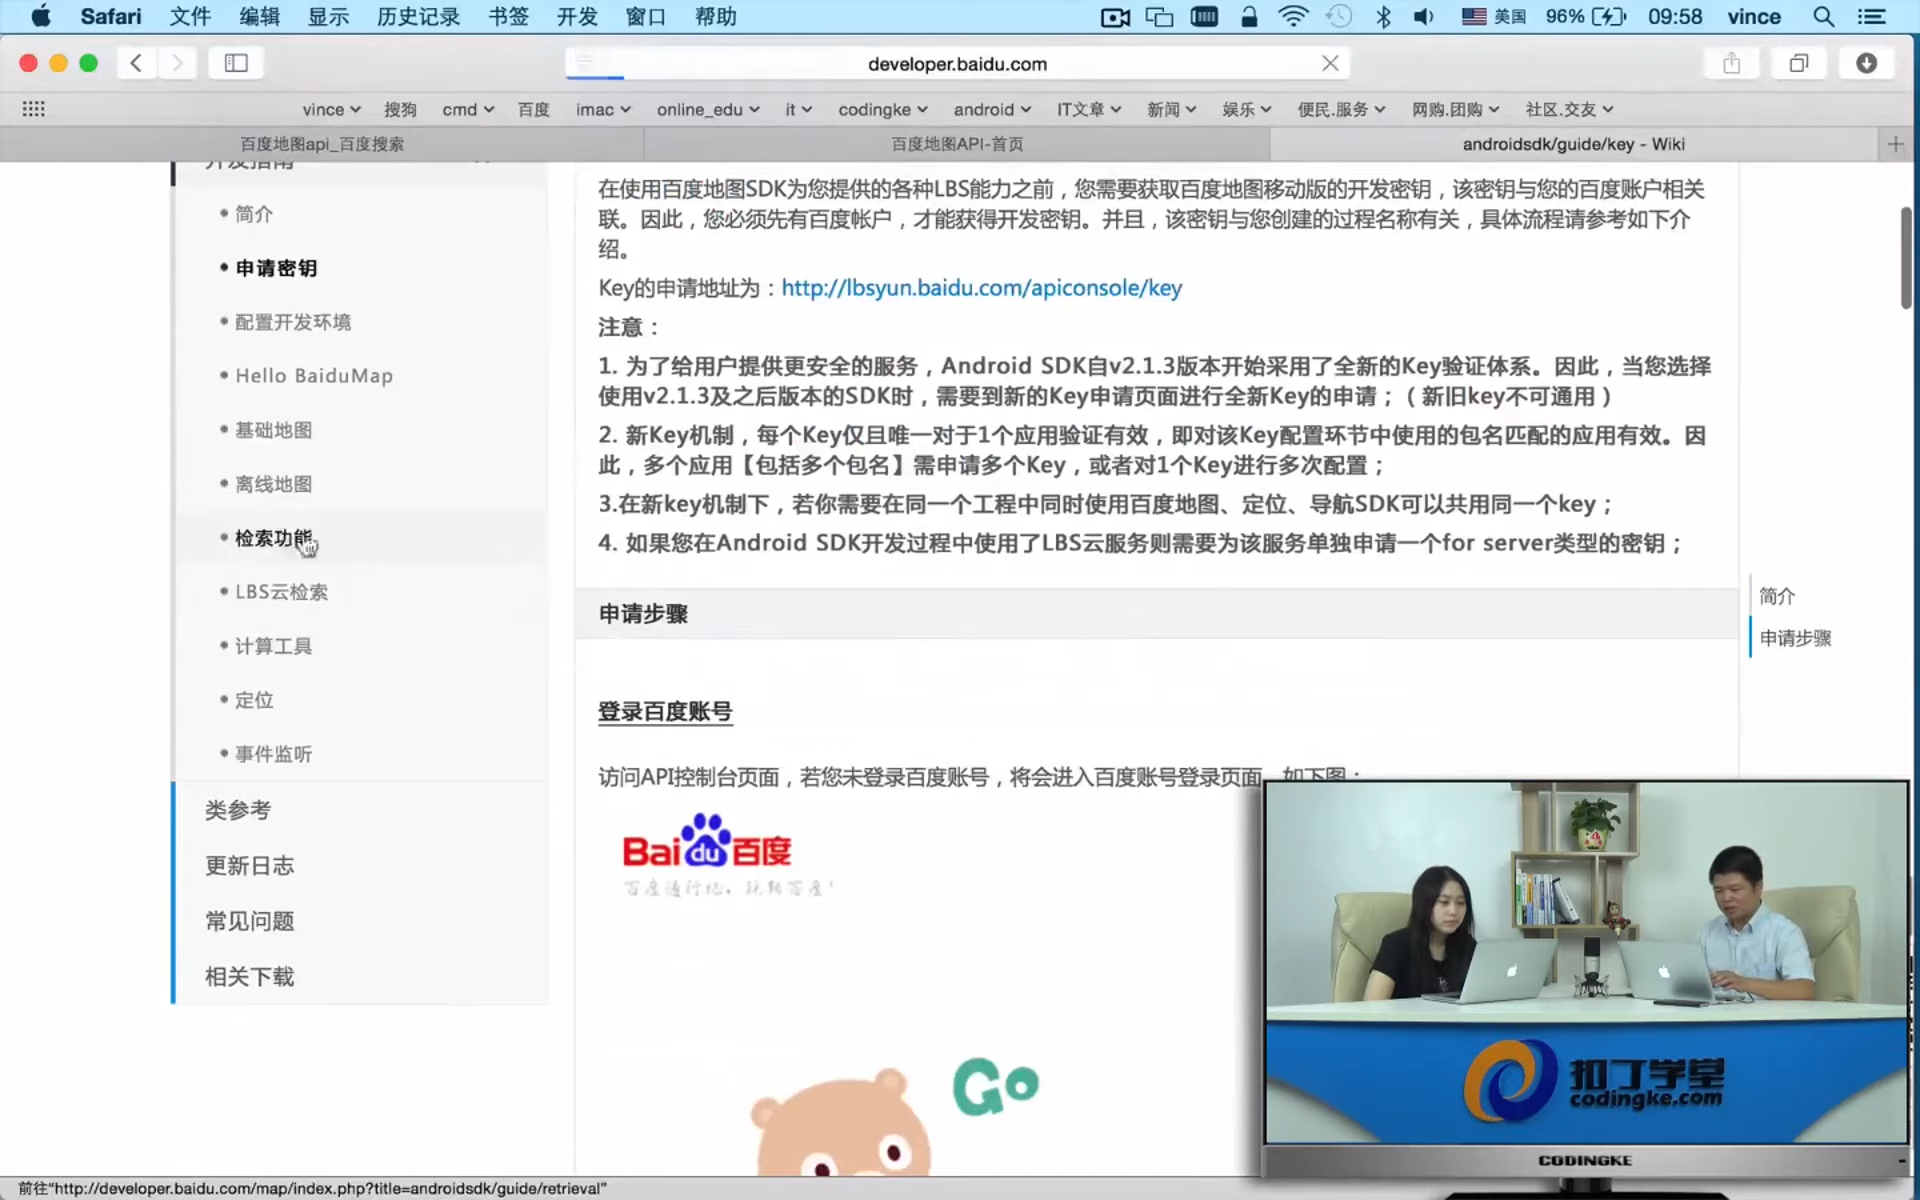 Safari 文件 编辑 显示 历史记录 书签 开发 窗口 帮助 美国 96% 09:58 vince
developer.baidu.com
vince 搜狗 cmd 百度 imac online_edu it codingke android IT文章 新闻 娱乐 便民.服务 网购.团购 社区.交友
百度地图api_百度搜索 百度地图API-首页 androidsdk/guide/key - Wiki
开发指南
简介
申请密钥
配置开发环境
Hello BaiduMap
基础地图
离线地图
检索功能
LBS云检索
计算工具
定位
事件监听
类参考
更新日志
常见问题
相关下载
在使用百度地图SDK为您提供的各种LBS能力之前，您需要获取百度地图移动版的开发密钥，该密钥与您的百度账户相关
联。因此，您必须先有百度帐户，才能获得开发密钥。并且，该密钥与您创建的过程名称有关，具体流程请参考如下介
绍。
Key的申请地址为：http://lbsyun.baidu.com/apiconsole/key
注意：
1. 为了给用户提供更安全的服务，Android SDK自v2.1.3版本开始采用了全新的Key验证体系。因此，当您选择
使用v2.1.3及之后版本的SDK时，需要到新的Key申请页面进行全新Key的申请；（新旧key不可通用）
2. 新Key机制，每个Key仅且唯一对于1个应用验证有效，即对该Key配置环节中使用的包名匹配的应用有效。因
此，多个应用【包括多个包名】需申请多个Key，或者对1个Key进行多次配置；
3.在新key机制下，若你需要在同一个工程中同时使用百度地图、定位、导航SDK可以共用同一个key；
4. 如果您在Android SDK开发过程中使用了LBS云服务则需要为该服务单独申请一个for server类型的密钥；
申请步骤
登录百度账号
访问API控制台页面，若您未登录百度账号，将会进入百度账号登录页面，如下图：
Bai du 百度
百度通行证，玩转百度！
Go
简介
申请步骤
扣丁学堂
codingke.com
CODINGKE
前往"http://developer.baidu.com/map/index.php?title=androidsdk/guide/retrieval"